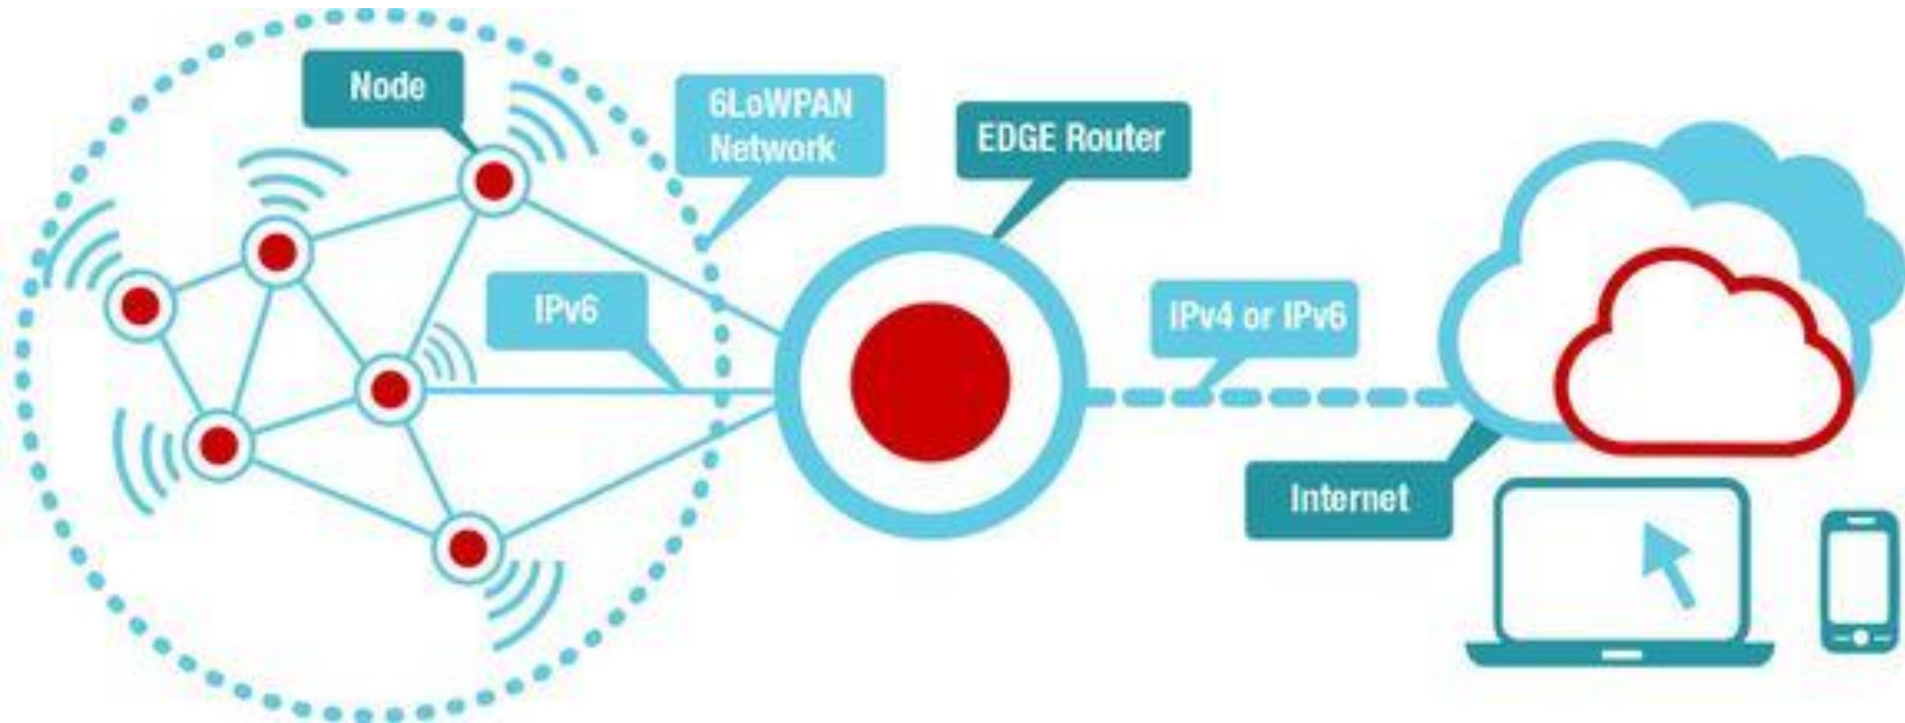 Node
6LoWPAN
Network
EDGE Router
IPv6
IPv4 or IPv6
Internet